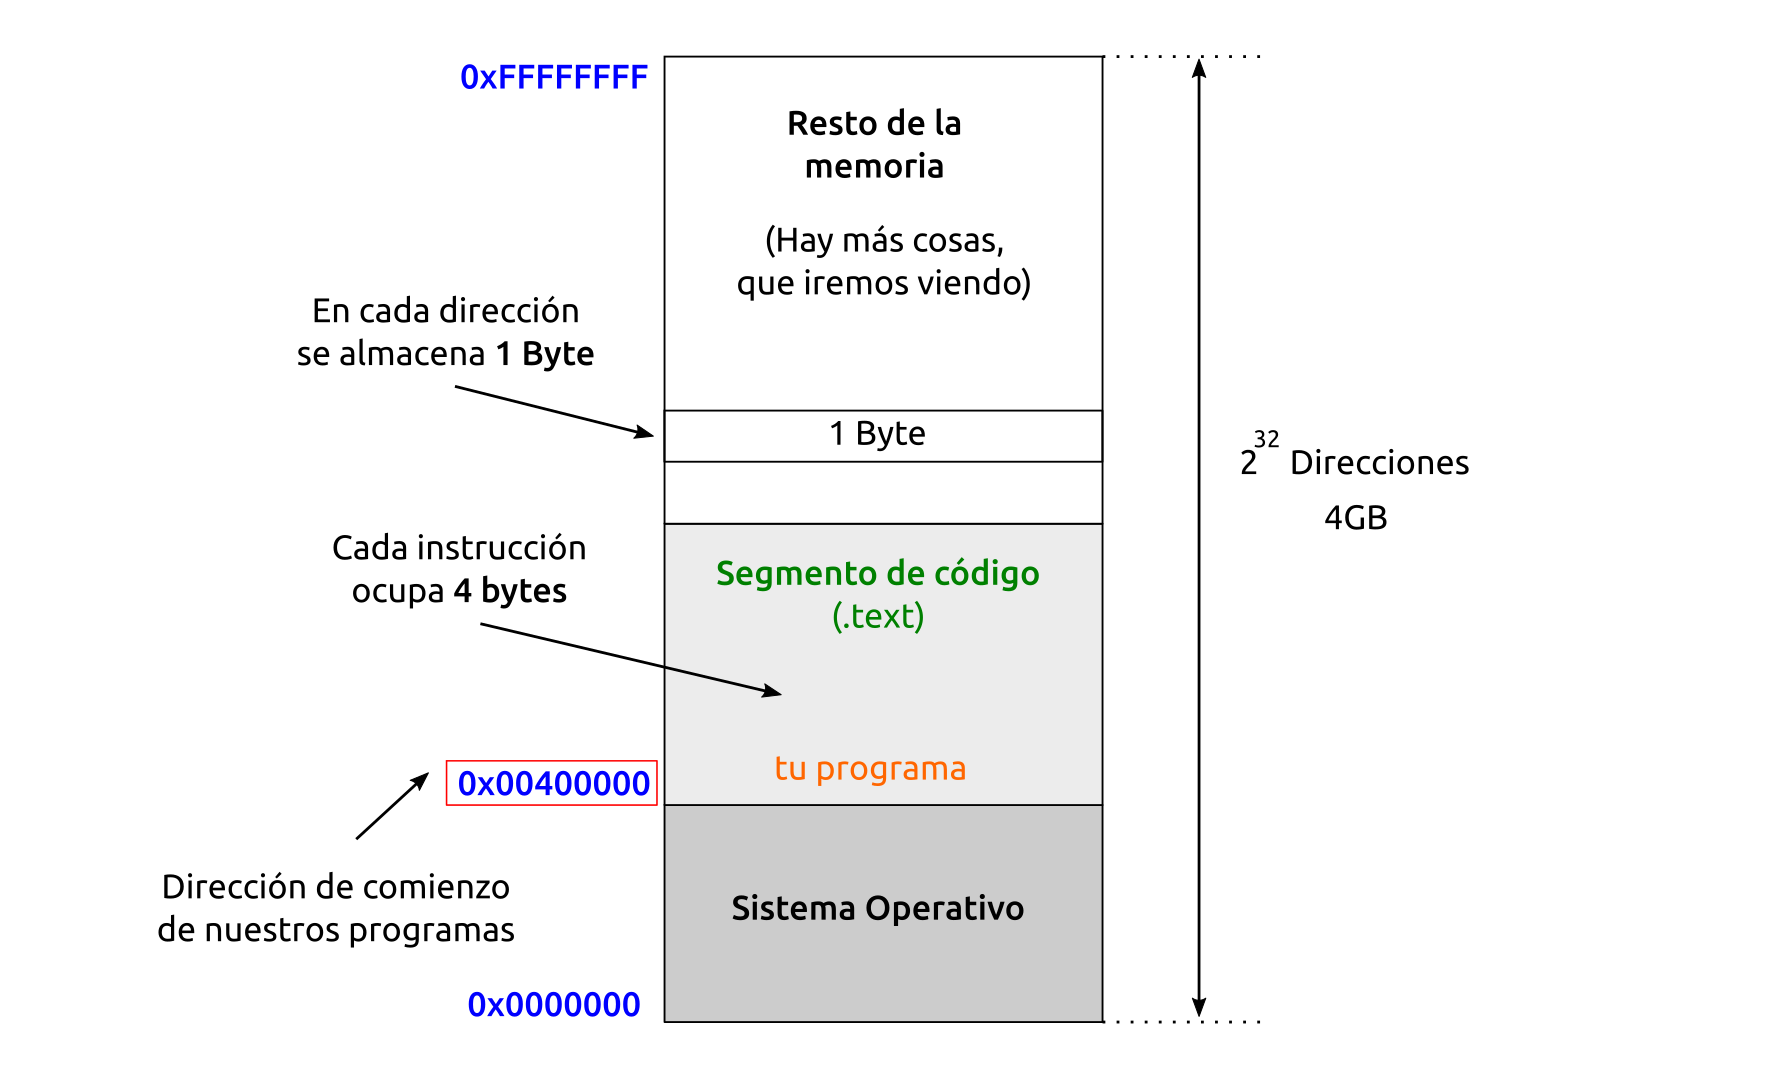 0xFFFFFFFF
Resto de la
memoria
(Hay más cosas,
que iremos viendo)
En cada dirección
se almacena 1 Byte
1 Byte
2^32 Direcciones
4GB
Cada instrucción
ocupa 4 bytes
Segmento de código
(.text)
tu programa
0x00400000
Dirección de comienzo
de nuestros programas
Sistema Operativo
0x0000000